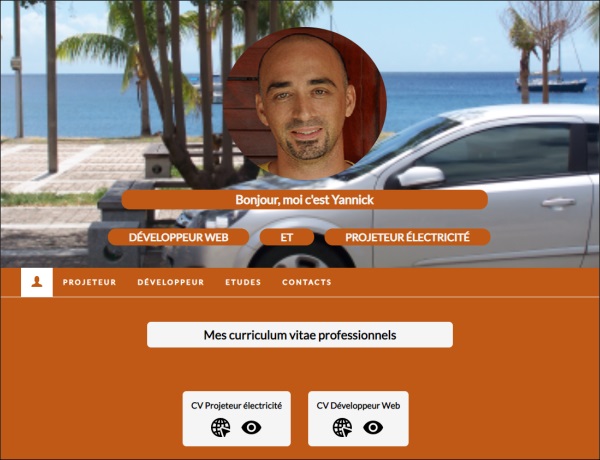 Bonjour, moi c'est Yannick
DÉVELOPPEUR WEB ET PROJETEUR ÉLECTRICITÉ
PROJETEUR DÉVELOPPEUR ETUDES CONTACTS
Mes curriculum vitae professionnels
CV Projeteur électricité CV Développeur Web